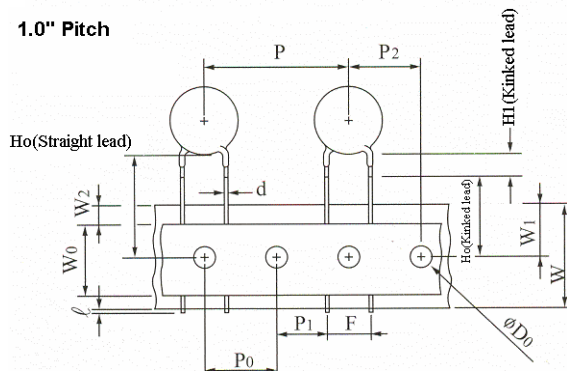 1.0" Pitch
P
P2
H1(Kinked lead)
Ho(Straight lead)
d
W2
W0
Ho(Kinked lead)
W1
W
ℓ
P1
F
P0
øD0